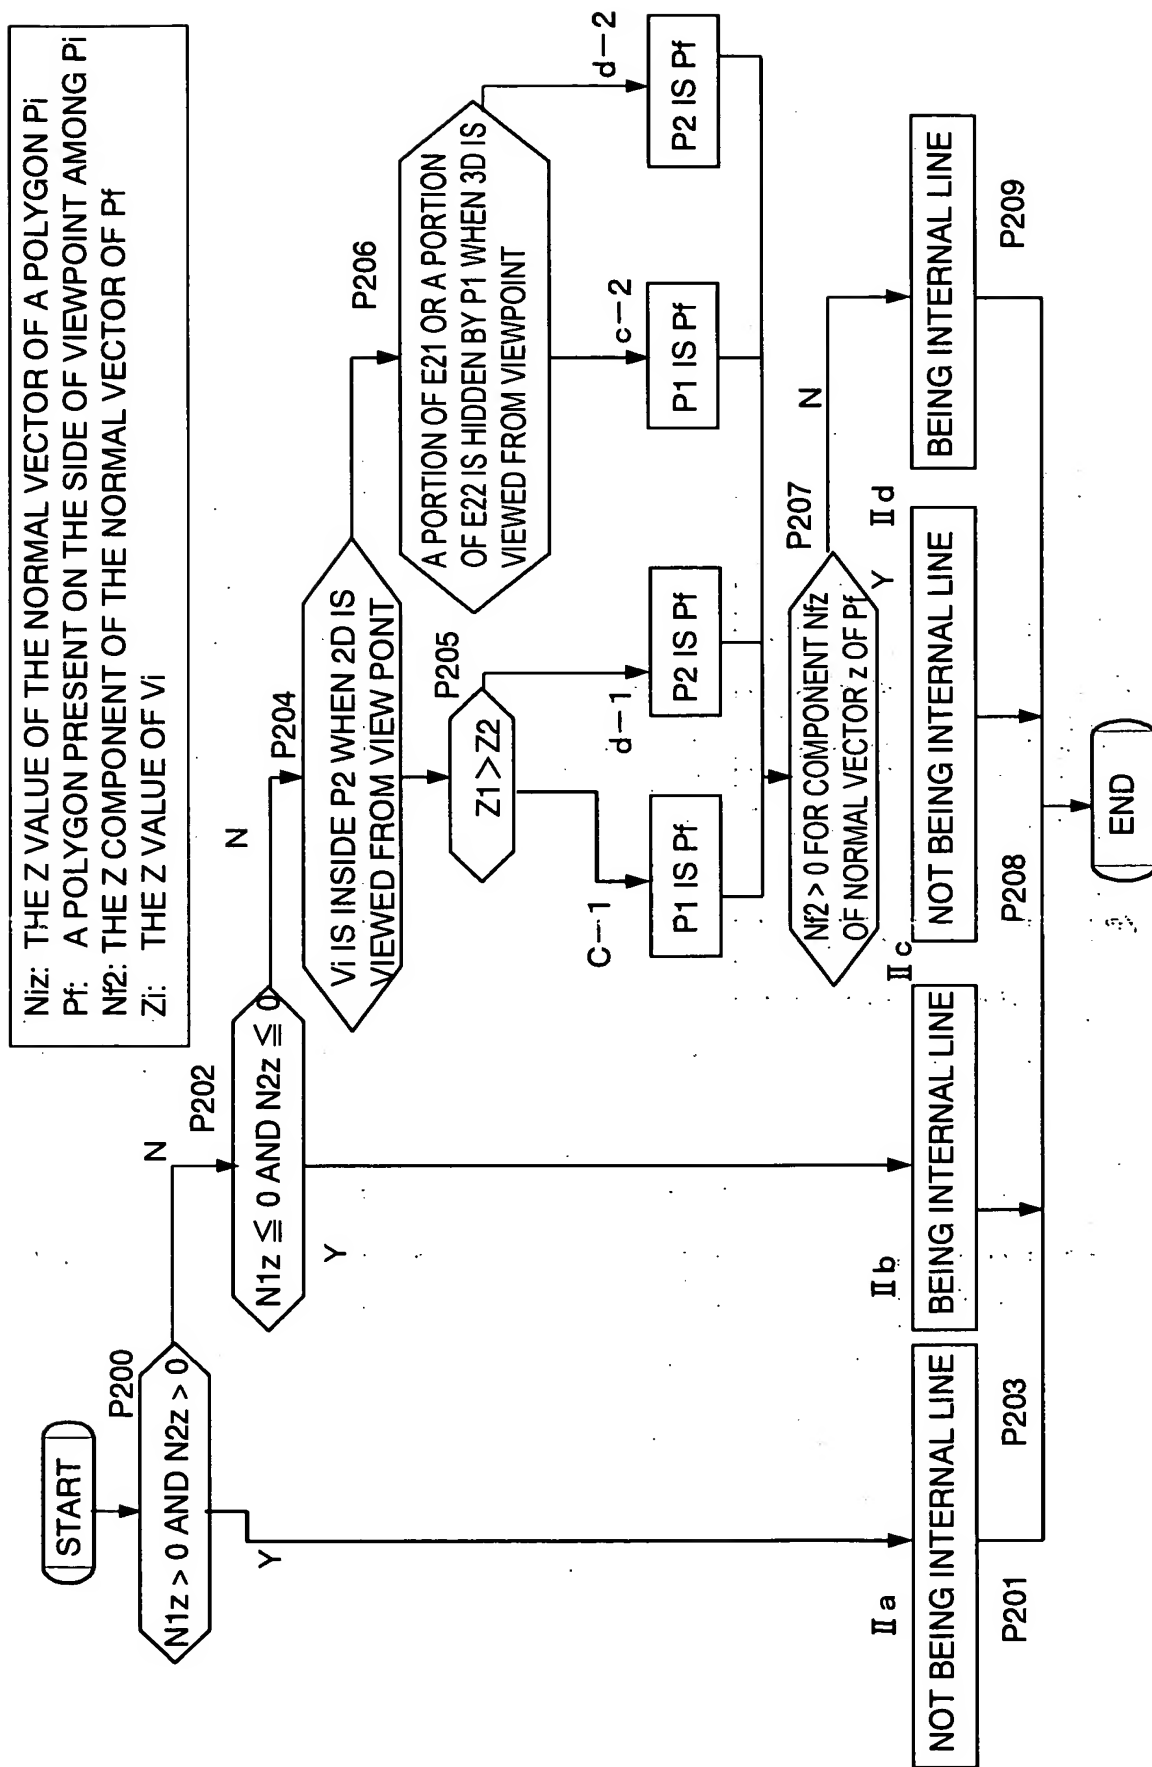 Niz: THE Z VALUE OF THE NORMAL VECTOR OF A POLYGON Pi
Pf: A POLYGON PRESENT ON THE SIDE OF VIEWPOINT AMONG Pi
Nf2: THE Z COMPONENT OF THE NORMAL VECTOR OF Pf
Zi: THE Z VALUE OF Vi
START
P200
N1z > 0 AND N2z > 0
N
Y
P202
N1z ≦ 0 AND N2z ≦ 0
N
Y
P204
Vi IS INSIDE P2 WHEN 2D IS
VIEWED FROM VIEW PONT
P205
Z1 > Z2
P206
A PORTION OF E21 OR A PORTION
OF E22 IS HIDDEN BY P1 WHEN 3D IS
VIEWED FROM VIEWPOINT
C-1
d-1
c-2
d-2
P1 IS Pf
P2 IS Pf
P1 IS Pf
P2 IS Pf
P207
Nf2 > 0 FOR COMPONENT Nfz
OF NORMAL VECTOR z OF Pf
N
Y
IIa
IIb
IIc
IId
NOT BEING INTERNAL LINE
BEING INTERNAL LINE
NOT BEING INTERNAL LINE
BEING INTERNAL LINE
P201
P203
P208
P209
END